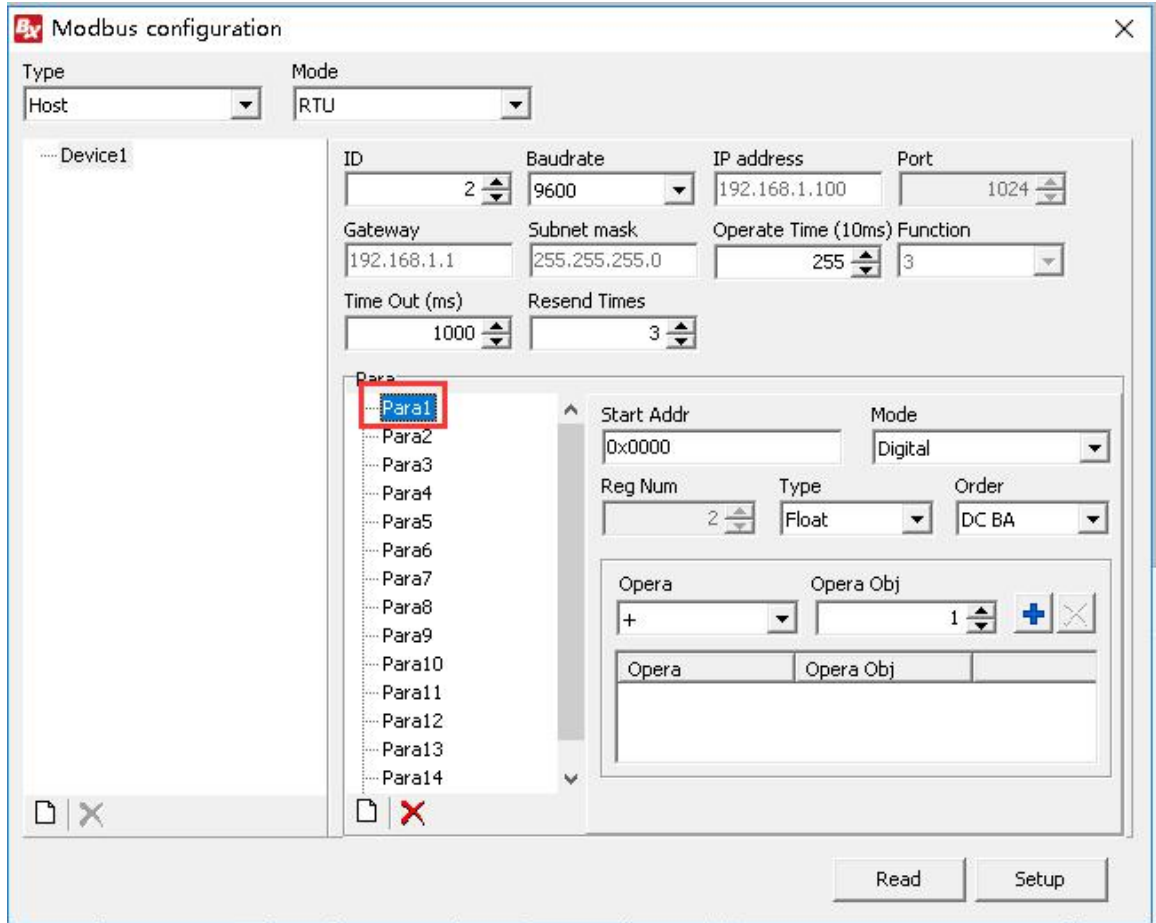 BX Modbus configuration
Type Mode
Host RTU
Device1
ID Baudrate IP address Port
2 9600 192.168.1.100 1024
Gateway Subnet mask Operate Time (10ms) Function
192.168.1.1 255.255.255.0 255 3
Time Out (ms) Resend Times
1000 3
Para
Para1
Para2
Para3
Para4
Para5
Para6
Para7
Para8
Para9
Para10
Para11
Para12
Para13
Para14
Start Addr Mode
0x0000 Digital
Reg Num Type Order
2 Float DC BA
Opera Opera Obj
+ 1
Opera Opera Obj
Read Setup